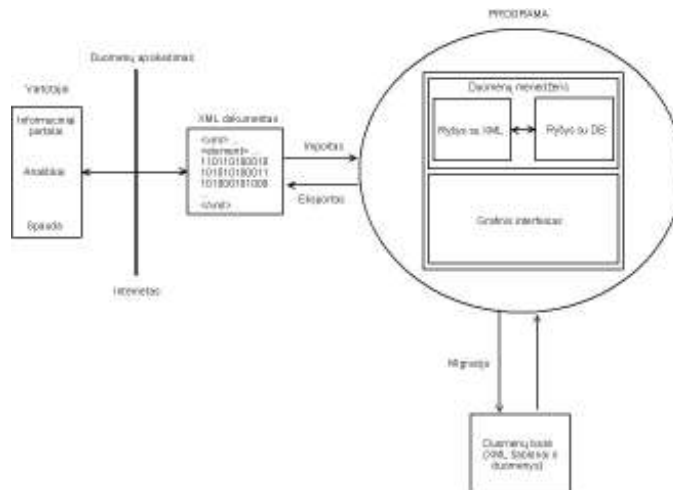 PROGRAMA
Duomenų apsikeitimas
Vartotojai
Informaciniai
portalai
Analitikai
Spauda
Internetas
XML dokumentas
<xml> ...
<element> ...
110110100010
101010100011
101000101000
...
</xml>
Importas
Eksportas
Duomenų menedžeris
Ryšys su XML
Ryšys su DB
Grafinis interfeisas
Migracija
Duomenų bazė
(XML šablonai ir
duomenys)